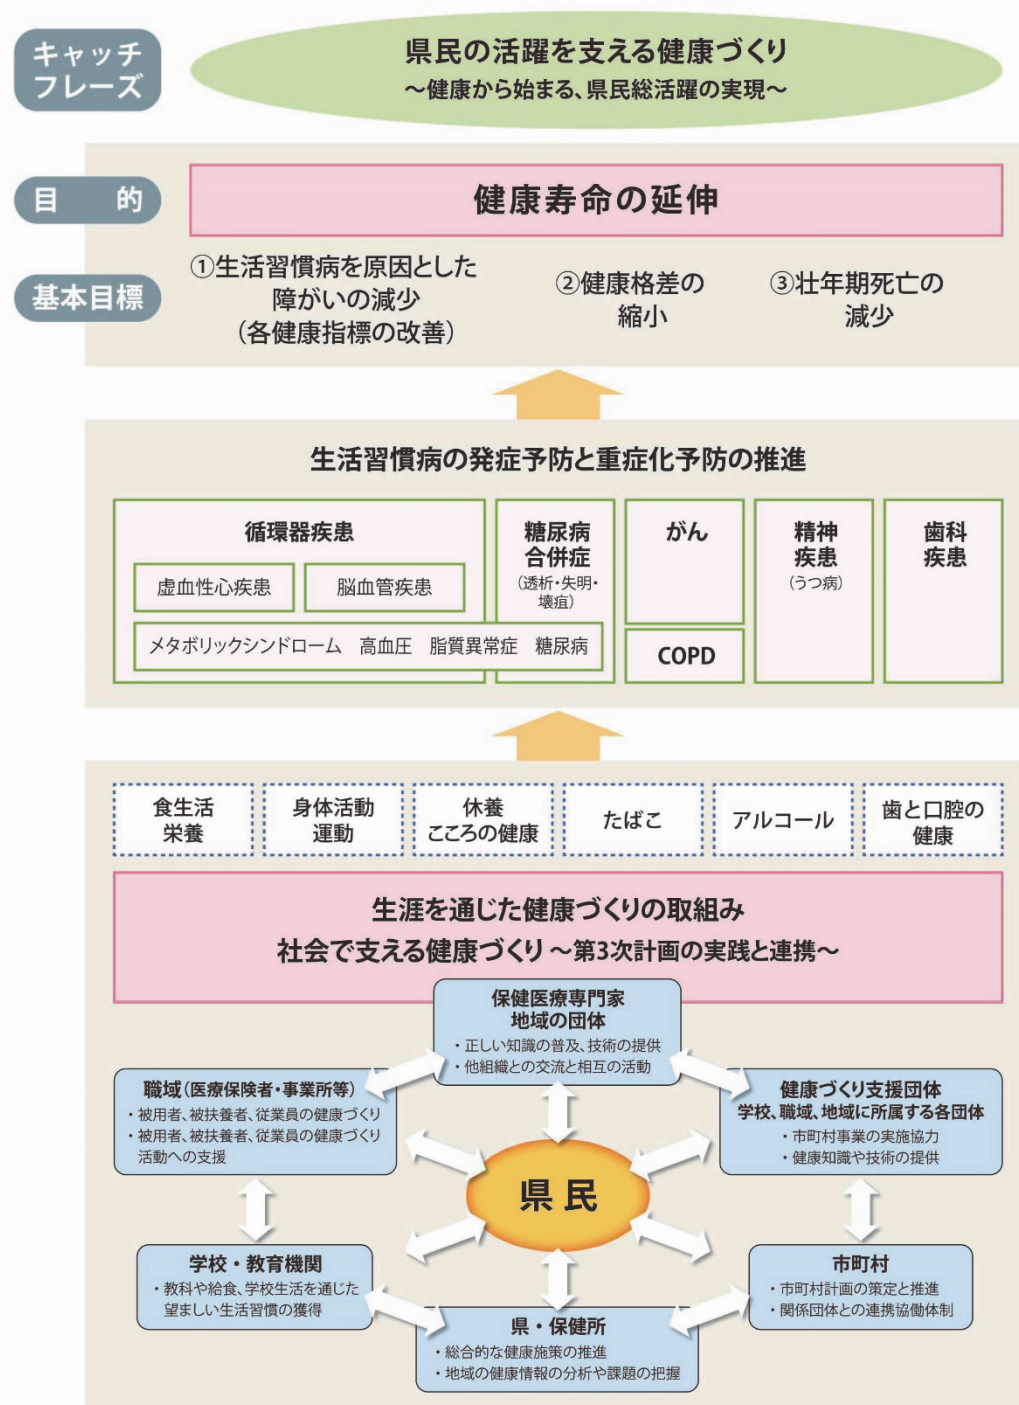 キャッチ
フレーズ
県民の活躍を支える健康づくり
～健康から始まる、県民総活躍の実現～
目　的
健康寿命の延伸
基本目標
①生活習慣病を原因とした
障がいの減少
（各健康指標の改善）
②健康格差の
縮小
③壮年期死亡の
減少
生活習慣病の発症予防と重症化予防の推進
循環器疾患
虚血性心疾患
脳血管疾患
糖尿病
合併症
（透析・失明・
壊疽）
メタボリックシンドローム　高血圧　脂質異常症　糖尿病
がん
COPD
精神
疾患
（うつ病）
歯科
疾患
食生活
栄養
身体活動
運動
休養
こころの健康
たばこ
アルコール
歯と口腔の
健康
生涯を通じた健康づくりの取組み
社会で支える健康づくり ～第3次計画の実践と連携～
保健医療専門家
地域の団体
・正しい知識の普及、技術の提供
・他組織との交流と相互の活動
職域（医療保険者・事業所等）
・被用者、被扶養者、従業員の健康づくり
・被用者、被扶養者、従業員の健康づくり
活動への支援
健康づくり支援団体
学校、職域、地域に所属する各団体
・市町村事業の実施協力
・健康知識や技術の提供
県民
学校・教育機関
・教科や給食、学校生活を通じた
望ましい生活習慣の獲得
市町村
・市町村計画の策定と推進
・関係団体との連携協働体制
県・保健所
・総合的な健康施策の推進
・地域の健康情報の分析や課題の把握